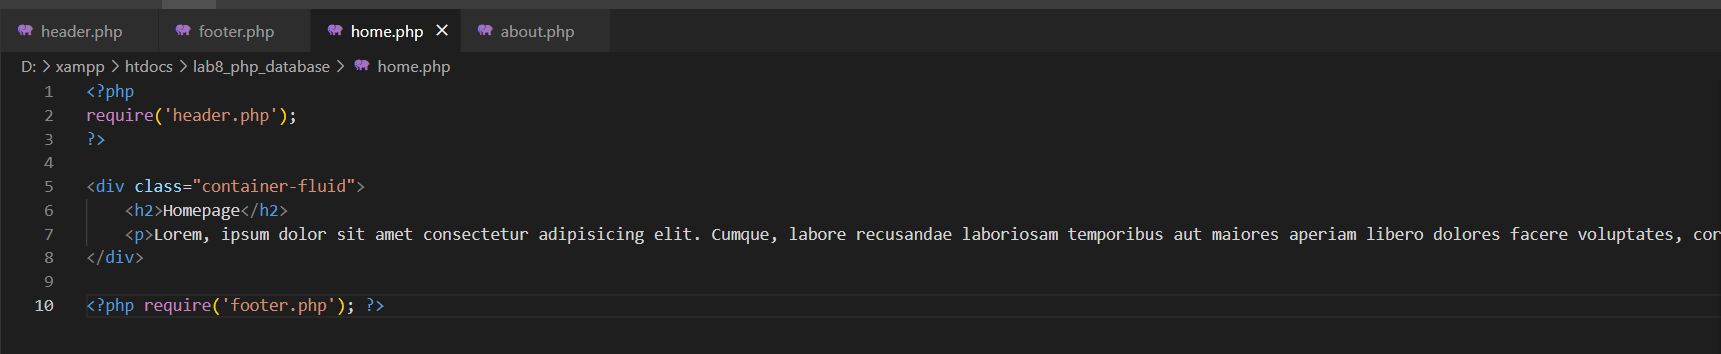 header.php footer.php home.php about.php
D: xampp htdocs lab8_php_database home.php
1 <?php
2 require('header.php');
3 ?>
4
5 <div class="container-fluid">
6 <h2>Homepage</h2>
7 <p>Lorem, ipsum dolor sit amet consectetur adipisicing elit. Cumque, labore recusandae laboriosam temporibus aut maiores aperiam libero dolores facere voluptates, cor
8 </div>
9
10 <?php require('footer.php'); ?>